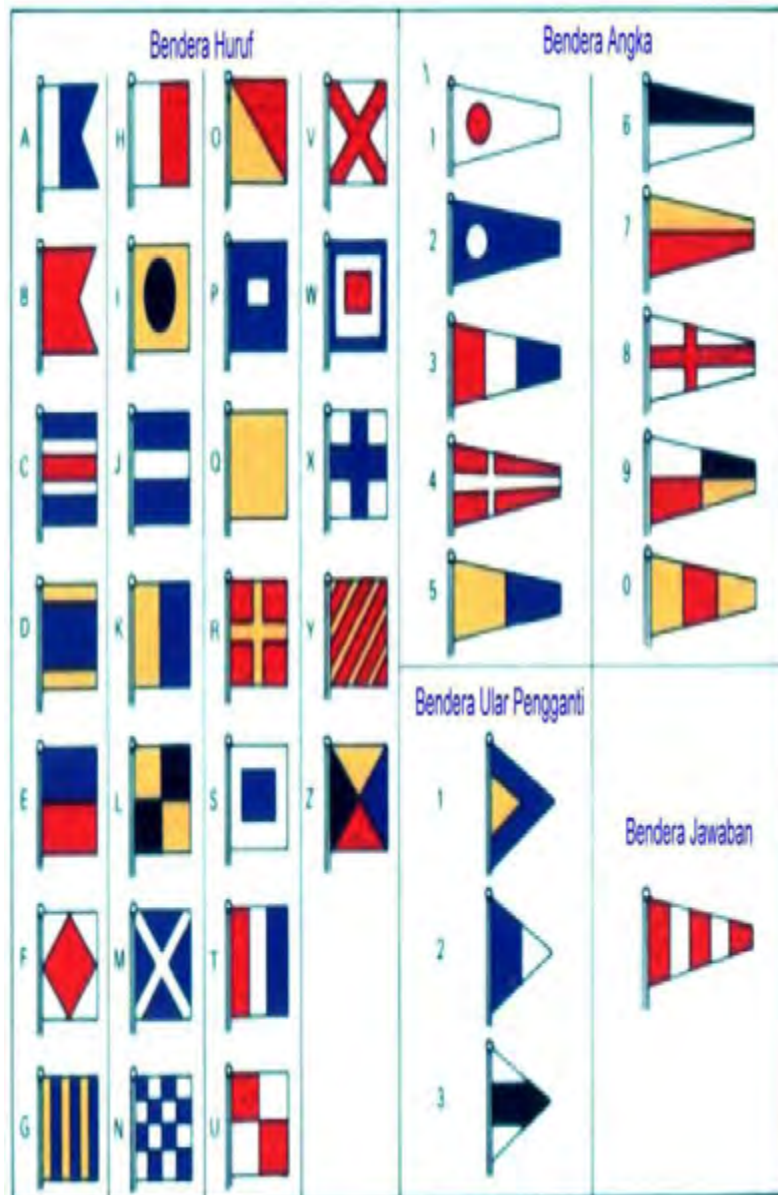 Bendera Huruf
A
B
C
D
E
F
G
H
I
J
K
L
M
N
O
P
Q
R
S
T
U
V
W
X
Y
Z
Bendera Angka
1
2
3
4
5
6
7
8
9
0
Bendera Ular Pengganti
1
2
3
Bendera Jawaban